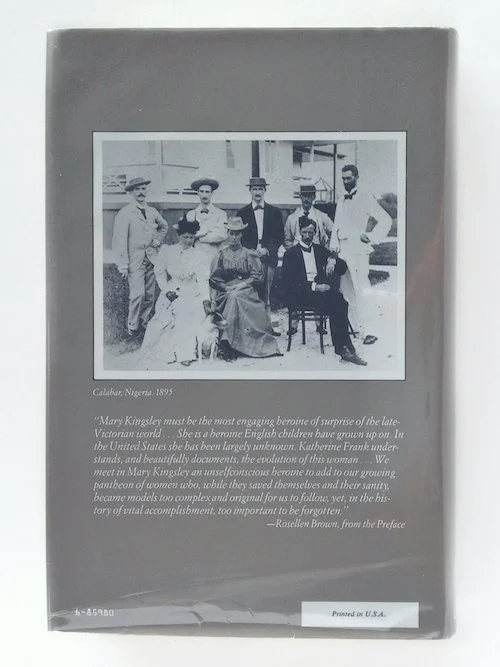 Calabar, Nigeria. 1895
"Mary Kingsley must be the most engaging heroine of surprise of the late-
Victorian world . . . She is a heroine English children have grown up on. In
the United States she has been largely unknown. Katherine Frank under-
stands, and beautifully documents, the evolution of this woman . . . We
meet in Mary Kingsley an unselfconscious heroine to add to our growing
pantheon of women who, while they saved themselves and their sanity,
became models too complex and original for us to follow, yet, in the his-
tory of vital accomplishment, too important to be forgotten."
—Rosellen Brown, from the Preface
6-85980
Printed in U.S.A.